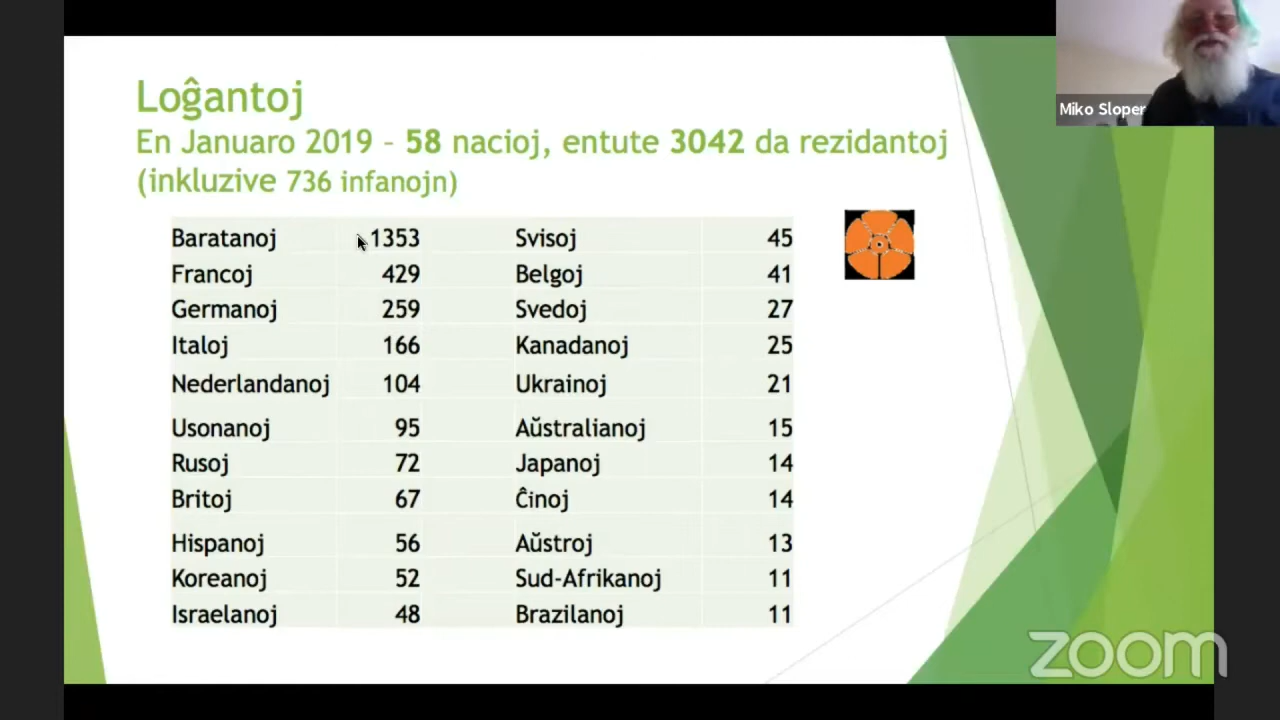 Loĝantoj
En Januaro 2019 – 58 nacioj, entute 3042 da rezidantoj
(inkluzive 736 infanojn)
Baratanoj 1353 Svisoj 45
Francoj 429 Belgoj 41
Germanoj 259 Svedoj 27
Italoj 166 Kanadanoj 25
Nederlandanoj 104 Ukrainoj 21
Usonanoj 95 Aŭstralianoj 15
Rusoj 72 Japanoj 14
Britoj 67 Ĉinoj 14
Hispanoj 56 Aŭstroj 13
Koreanoj 52 Sud-Afrikanoj 11
Israelanoj 48 Brazilanoj 11
Miko Sloper
zoom